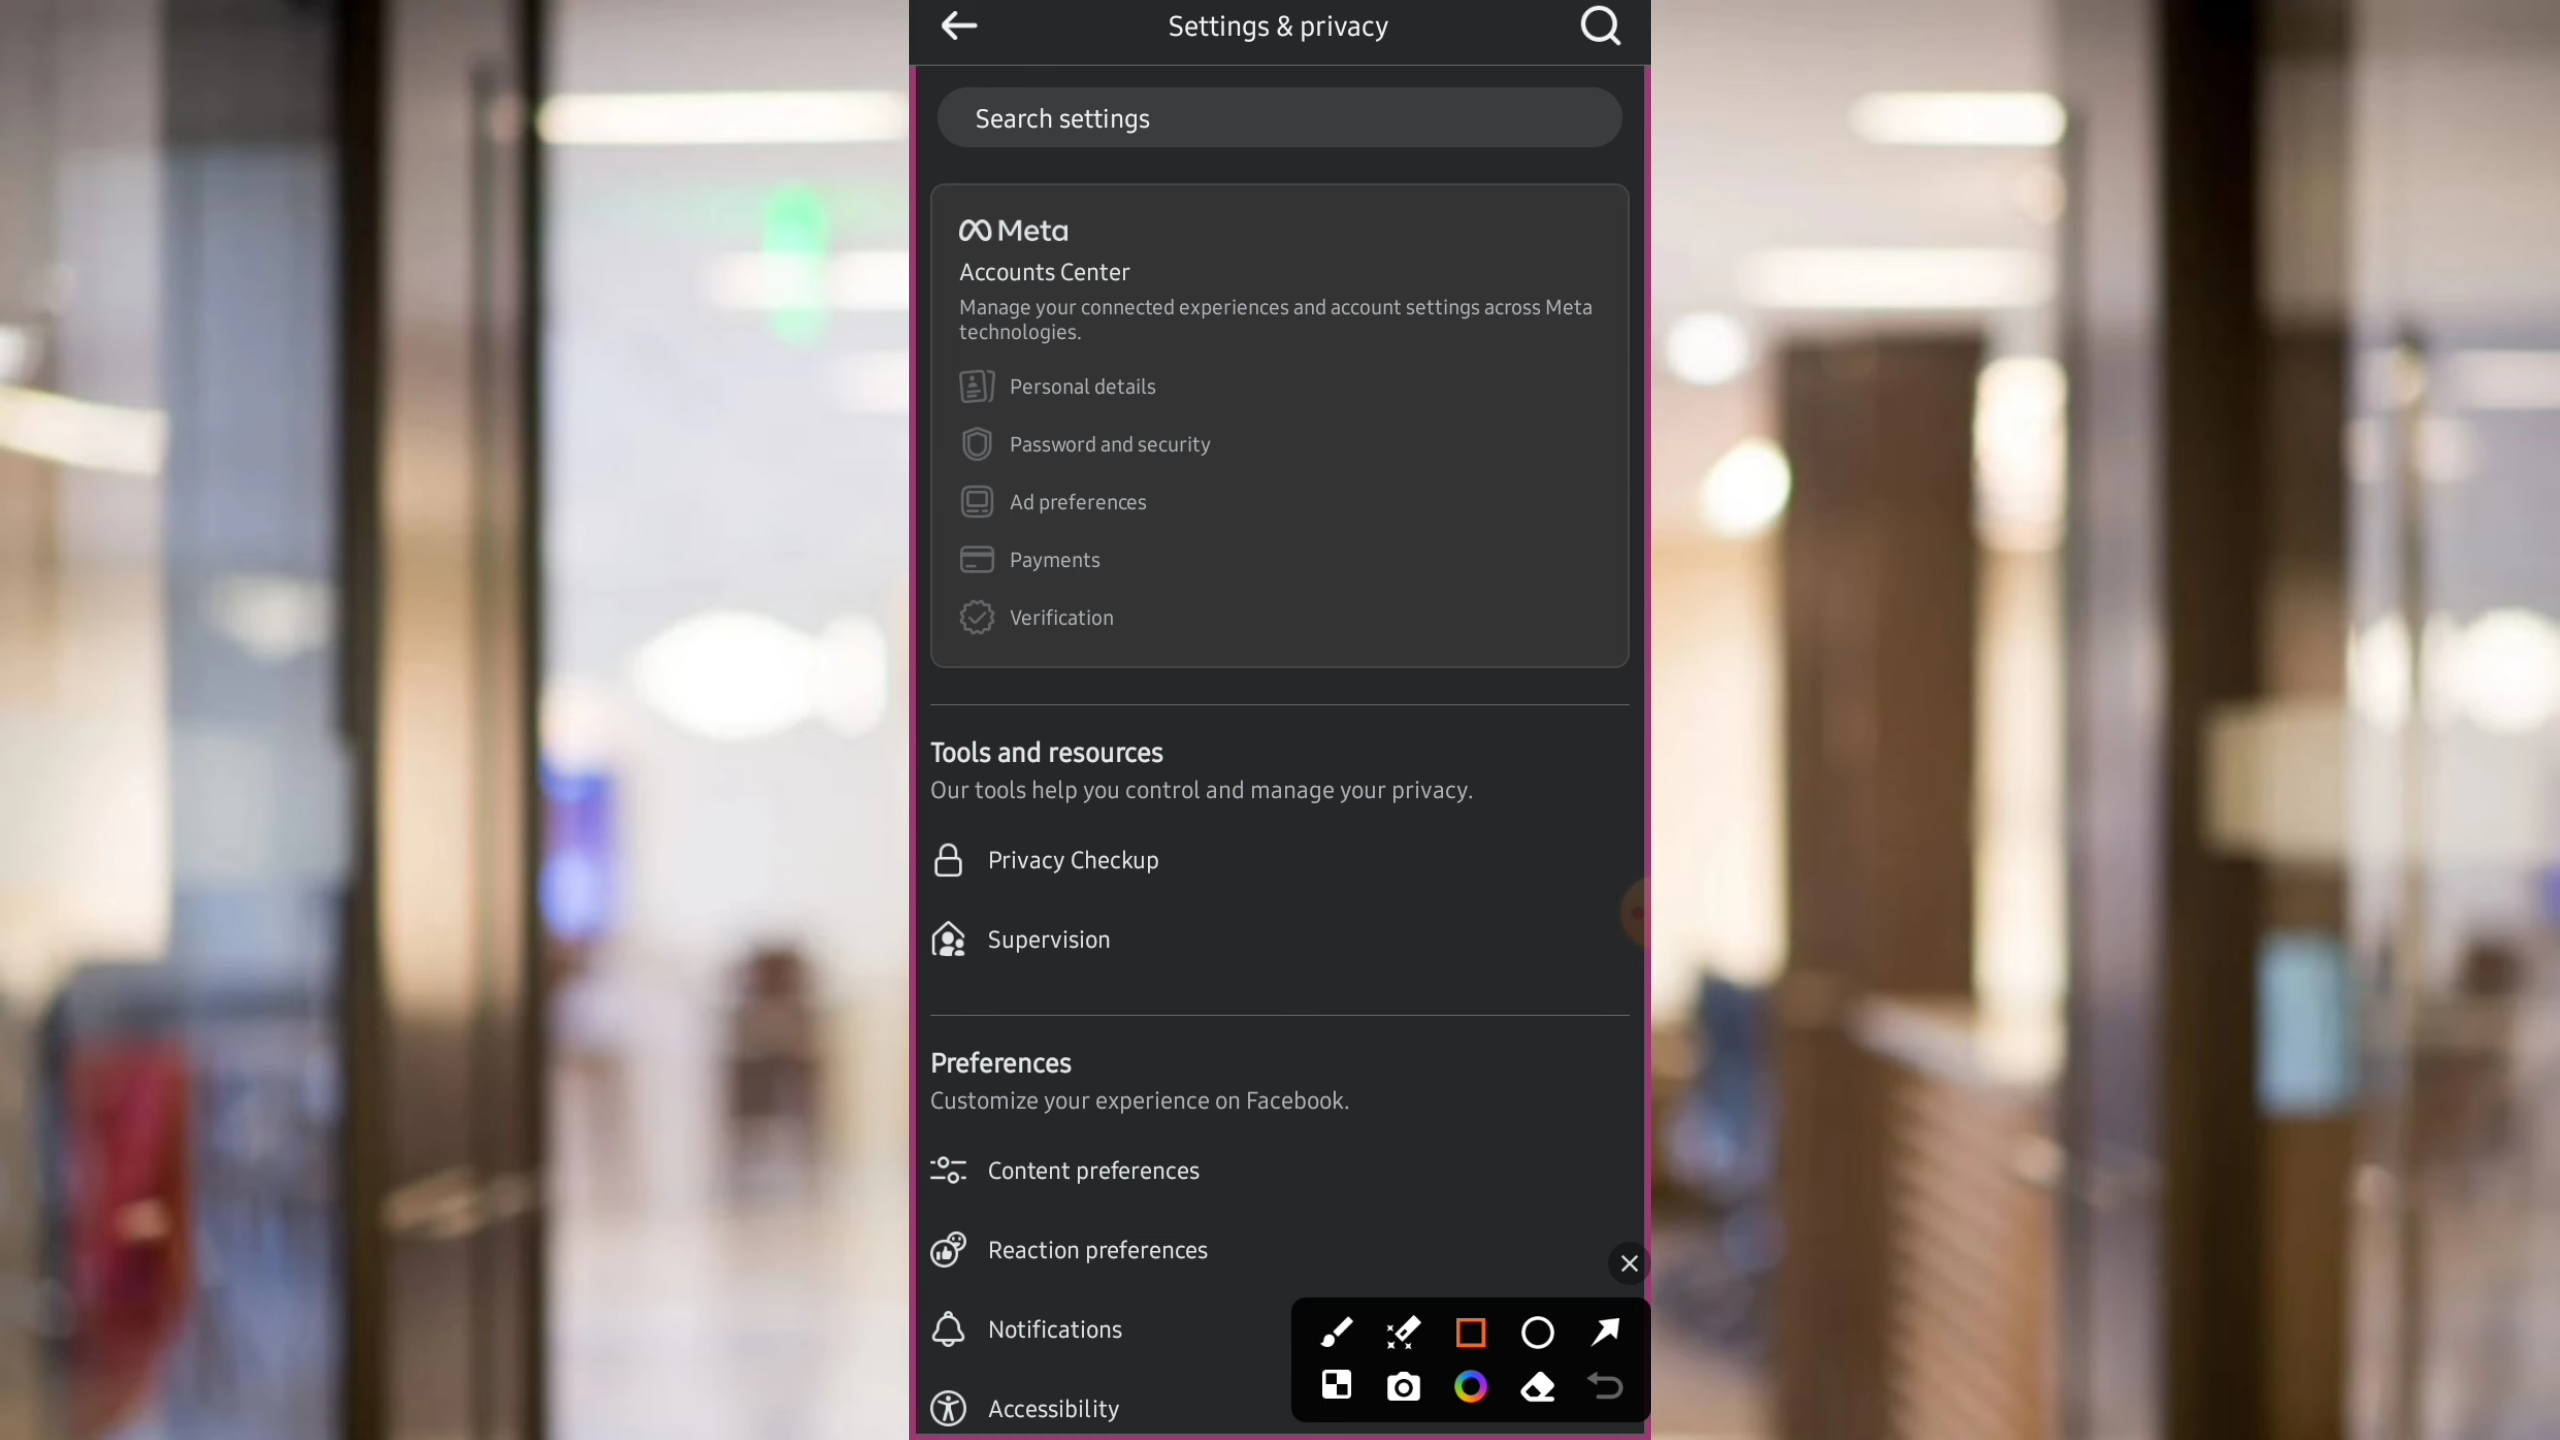 Settings & privacy
Search settings
Meta
Accounts Center
Manage your connected experiences and account settings across Meta
technologies.
Personal details
Password and security
Ad preferences
Payments
Verification
Tools and resources
Our tools help you control and manage your privacy.
Privacy Checkup
Supervision
Preferences
Customize your experience on Facebook.
Content preferences
Reaction preferences
Notifications
Accessibility